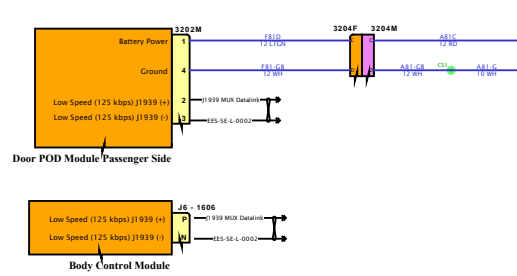 3202M 3204F 3204M
Battery Power 1 F81D C C A81C
12 LTGN 12 RD
Ground 4 F81-GB D D A81-GB CS1 A81-G
12 WH 12 WH 10 WH
Low Speed (125 kbps) J1939 (+) 2 J1939 MUX Datalink
Low Speed (125 kbps) J1939 (-) 3 EES-SE-L-0002
Door POD Module Passenger Side
J6 - 1606
Low Speed (125 kbps) J1939 (+) P J1939 MUX Datalink
Low Speed (125 kbps) J1939 (-) N EES-SE-L-0002
Body Control Module